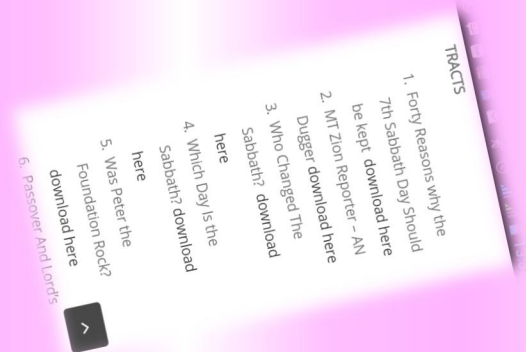 TRACTS
1. Forty Reasons why the
7th Sabbath Day Should
be kept download here
2. MT Zion Reporter – AN
Dugger download here
3. Who Changed The
Sabbath? download
here
4. Which Day Is the
Sabbath? download
here
5. Was Peter the
Foundation Rock?
download here
6. Passover And Lord's